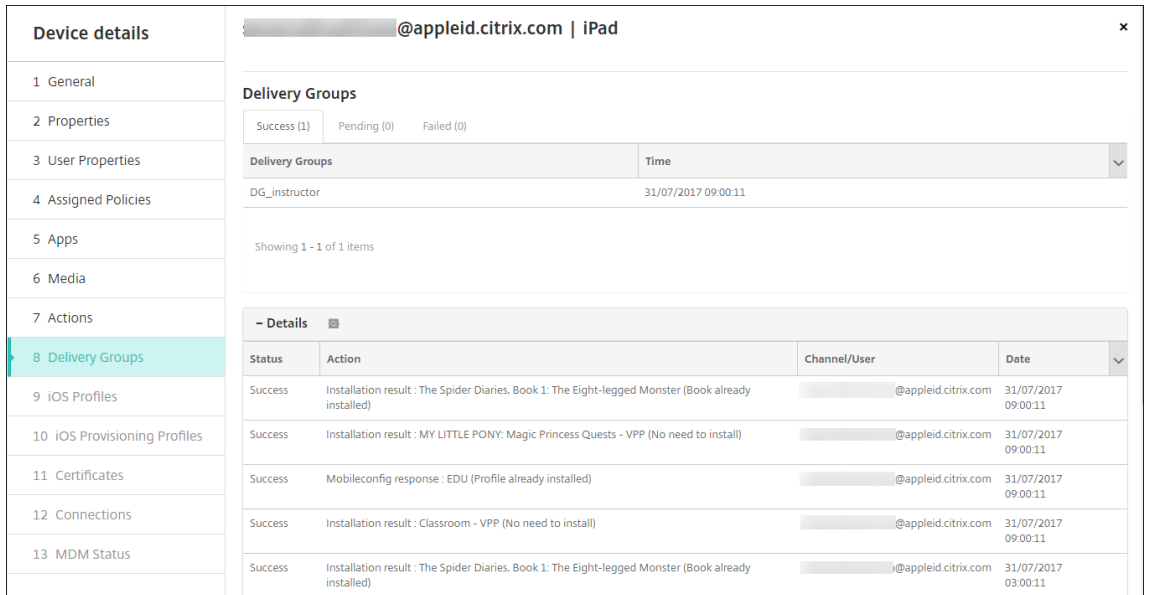 Device details
@appleid.citrix.com | iPad
×
1 General
2 Properties
3 User Properties
4 Assigned Policies
5 Apps
6 Media
7 Actions
8 Delivery Groups
9 iOS Profiles
10 iOS Provisioning Profiles
11 Certificates
12 Connections
13 MDM Status
Delivery Groups
Success (1) Pending (0) Failed (0)
Delivery Groups Time
DG_instructor 31/07/2017 09:00:11
Showing 1 - 1 of 1 items
– Details
Status Action Channel/User Date
Success Installation result : The Spider Diaries, Book 1: The Eight-legged Monster (Book already @appleid.citrix.com 31/07/2017
installed) 09:00:11
Success Installation result : MY LITTLE PONY: Magic Princess Quests - VPP (No need to install) @appleid.citrix.com 31/07/2017
09:00:11
Success Mobileconfig response : EDU (Profile already installed) @appleid.citrix.com 31/07/2017
09:00:11
Success Installation result : Classroom - VPP (No need to install) @appleid.citrix.com 31/07/2017
09:00:11
Success Installation result : The Spider Diaries, Book 1: The Eight-legged Monster (Book already @appleid.citrix.com 31/07/2017
installed) 03:00:11